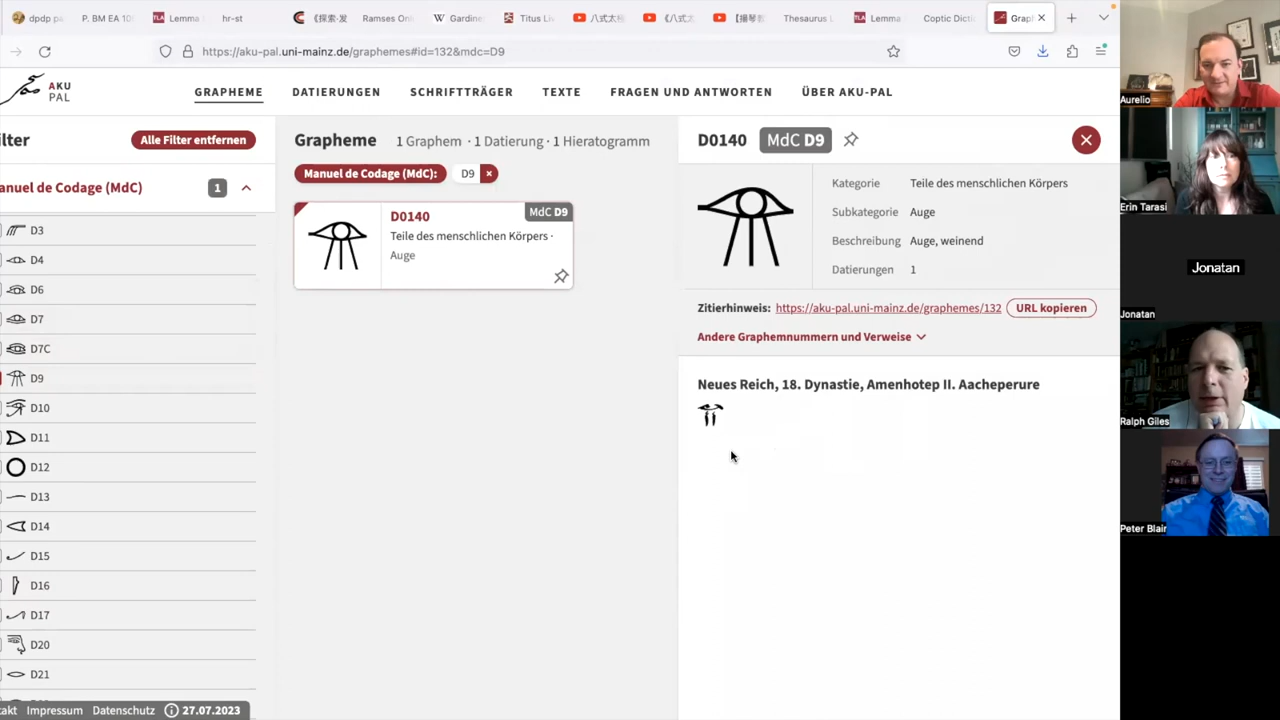 dpdp pa
P. BM EA 10
TLA Lemma
hr-st
《探索·发
Ramses Onl
Gardine
Titus Liv
八式太极
《八式太
Thesaurus L
Lemma
Coptic Dictio
Grap
https://aku-pal.uni-mainz.de/graphemes#id=132&mdc=D9
AKU
PAL
GRAPHEME
DATIERUNGEN
SCHRIFTTRÄGER
TEXTE
FRAGEN UND ANTWORTEN
ÜBER AKU-PAL
ilter
Alle Filter entfernen
anuel de Codage (MdC)
1
D3
D4
D6
D7
D7C
D9
D10
D11
D12
D13
D14
D15
D16
D17
D20
D21
takt Impressum Datenschutz 27.07.2023
Grapheme
1 Graphem · 1 Datierung · 1 Hieratogramm
Manuel de Codage (MdC):
D9
D0140
MdC D9
Teile des menschlichen Körpers ·
Auge
D0140 MdC D9
Kategorie Teile des menschlichen Körpers
Subkategorie Auge
Beschreibung Auge, weinend
Datierungen 1
Zitierhinweis: https://aku-pal.uni-mainz.de/graphemes/132 URL kopieren
Andere Graphemnummern und Verweise
Neues Reich, 18. Dynastie, Amenhotep II. Aacheperure
Aurelio
Erin Tarasi
Jonatan
Jonatan
Ralph Giles
Peter Blair